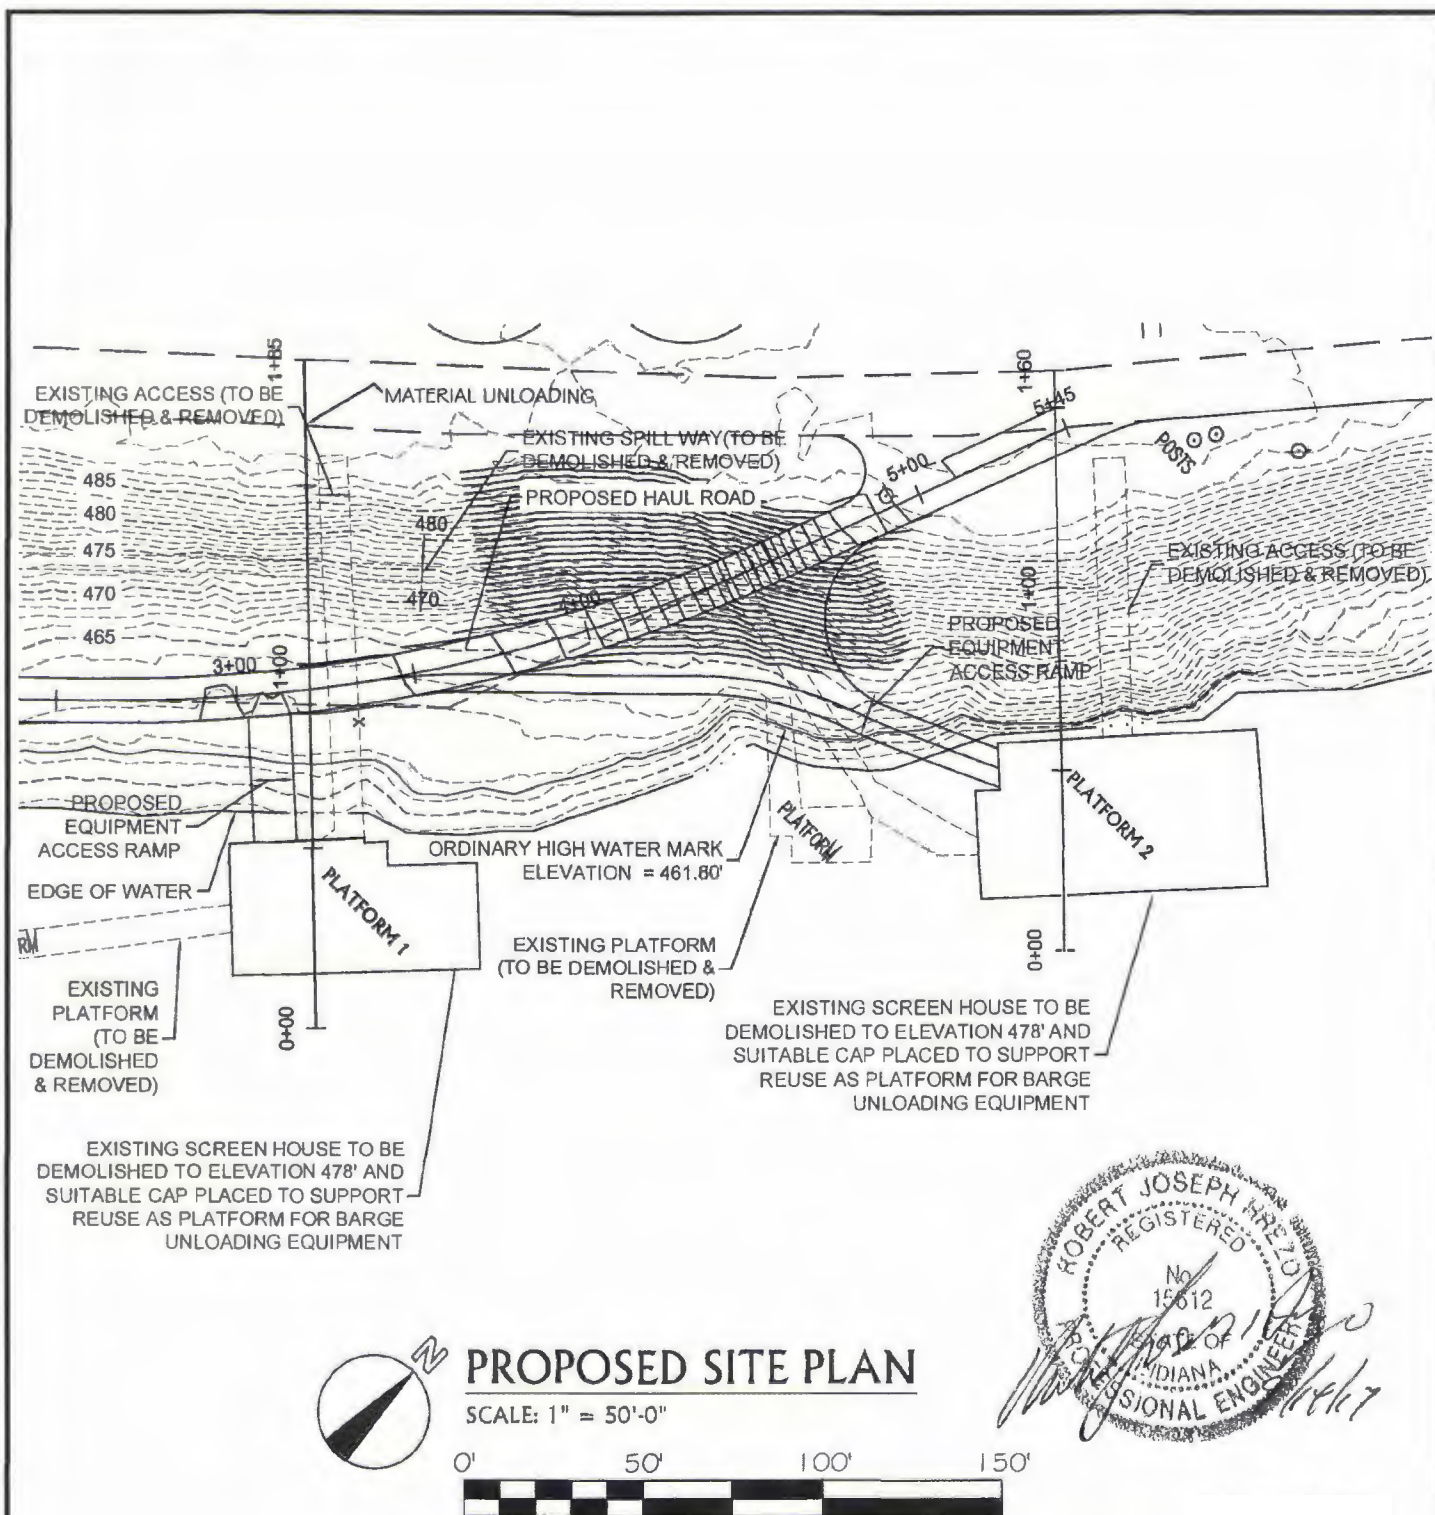 1+85
1+60
EXISTING ACCESS (TO BE
DEMOLISHED & REMOVED)
MATERIAL UNLOADING
5+45
EXISTING SPILL WAY(TO BE
DEMOLISHED & REMOVED)
POSTS
5+00
PROPOSED HAUL ROAD
485
480
475
470
465
480
470
EXISTING ACCESS (TO BE
DEMOLISHED & REMOVED)
1+00
4+00
PROPOSED
EQUIPMENT
ACCESS RAMP
3+00
1+00
PROPOSED
EQUIPMENT
ACCESS RAMP
EDGE OF WATER
PLATFORM
PLATFORM 2
ORDINARY HIGH WATER MARK
ELEVATION = 461.80'
PLATFORM 1
RM
EXISTING PLATFORM
(TO BE DEMOLISHED &
REMOVED)
0+00
EXISTING
PLATFORM
(TO BE
DEMOLISHED
& REMOVED)
0+00
EXISTING SCREEN HOUSE TO BE
DEMOLISHED TO ELEVATION 478' AND
SUITABLE CAP PLACED TO SUPPORT
REUSE AS PLATFORM FOR BARGE
UNLOADING EQUIPMENT
EXISTING SCREEN HOUSE TO BE
DEMOLISHED TO ELEVATION 478' AND
SUITABLE CAP PLACED TO SUPPORT
REUSE AS PLATFORM FOR BARGE
UNLOADING EQUIPMENT
ROBERT JOSEPH HREZO
REGISTERED
No
15612
STATE OF
INDIANA
PROFESSIONAL ENGINEER
N
PROPOSED SITE PLAN
SCALE: 1" = 50'-0"
0' 50' 100' 150'